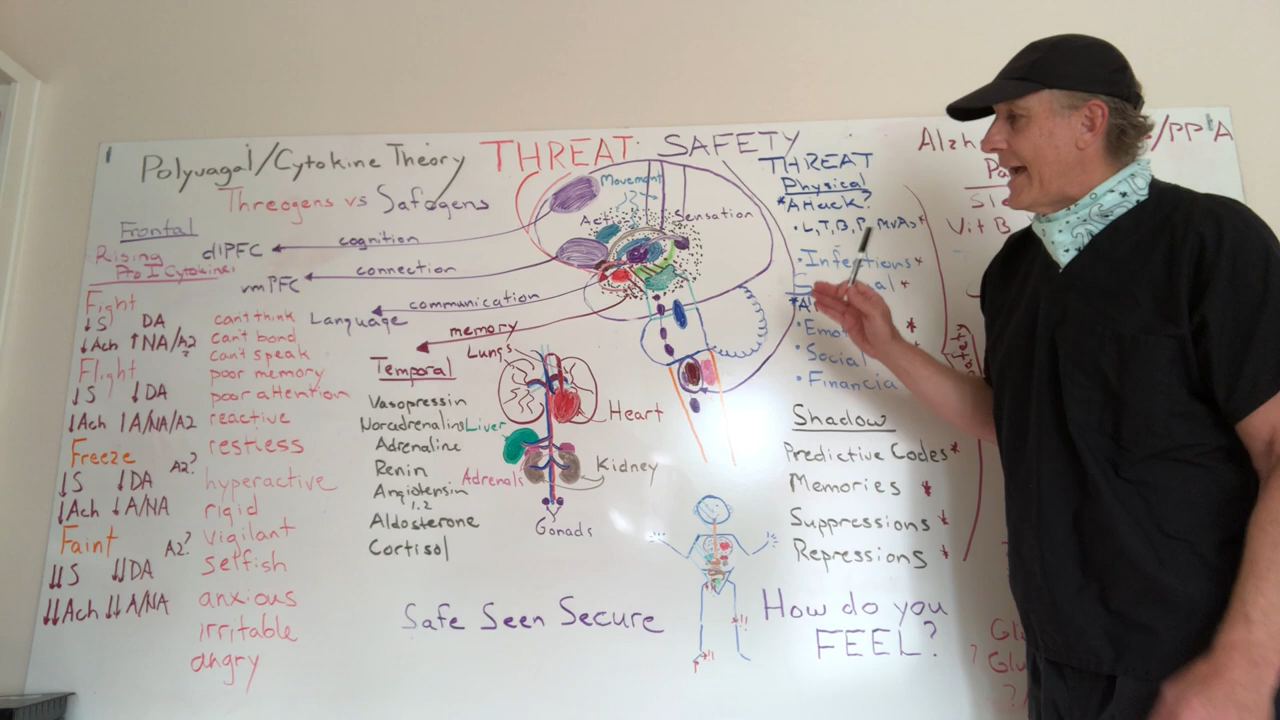 Polyvagal/Cytokine Theory
THREAT SAFETY
Threogens vs Safogens
Frontal
Rising
Pro I Cytokine
dlPFC
cognition
vmPFC
connection
Language
communication
memory
Fight
↓S DA
↓Ach ↑NA/A2
Flight
↓S ↓DA
↓Ach ↑A/NA/A2
Freeze
A2?
↓S ↓DA
↓Ach ↓A/NA
Faint
A2?
↓↓S ↓↓DA
↓↓Ach ↓↓A/NA
can't think
can't bond
can't speak
poor memory
poor attention
reactive
restless
hyperactive
rigid
vigilant
selfish
anxious
irritable
angry
Temporal
Vasopressin
Noradrenaline
Adrenaline
Renin
Angiotensin
1,2
Aldosterone
Cortisol
Lungs
Heart
Liver
Adrenals
Kidney
Gonads
Movement
Sensation
THREAT
Physical
*Attack?
• L,T,B,P, MVAs*
• Infections*
• Social
• Financia
Shadow
Predictive Codes*
Memories *
Suppressions *
Repressions *
Safe Seen Secure
How do you
FEEL?
Vit B